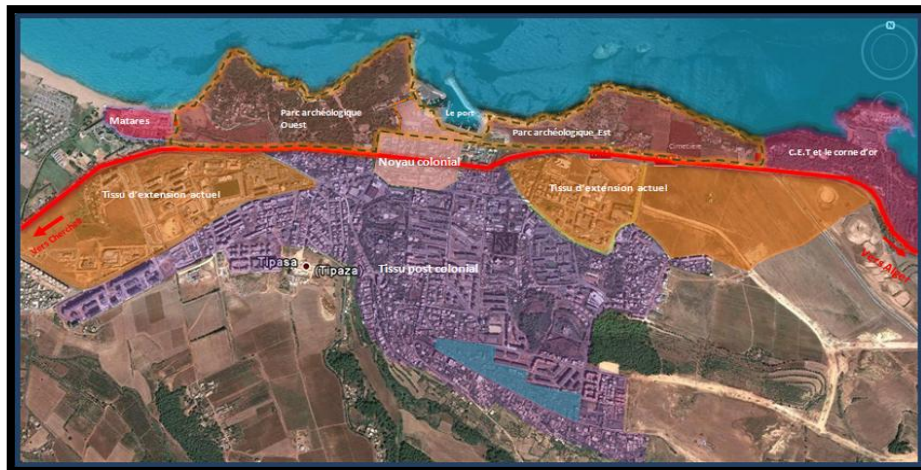 N
Matares
Parc archéologique
Ouest
Le port
Parc archéologique Est
Cimetière
C.E.T et le corne d'or
Noyau colonial
Tissu d'extension actuel
Tissu d'extension actuel
Vers Cherchell
Vers Alger
Tipasa
(Tipaza
Tissu post colonial